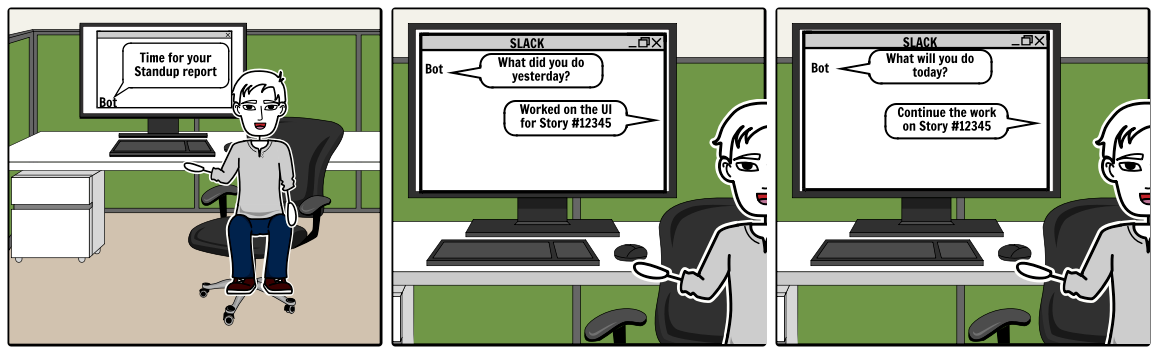 Time for your
Standup report
Bot
SLACK
Bot
What did you do
yesterday?
Worked on the UI
for Story #12345
SLACK
Bot
What will you do
today?
Continue the work
on Story #12345